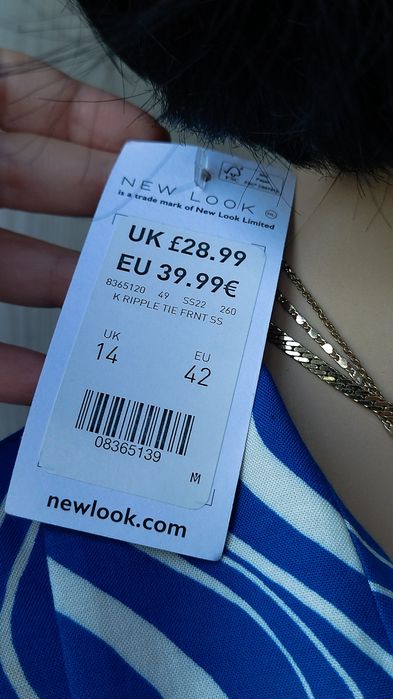 NEW LOOK
is a trade mark of New Look Limited
UK £28.99
EU 39.99€
8365120 49 SS22 260
K RIPPLE TIE FRNT SS
UK EU
14 42
08365139
M
newlook.com